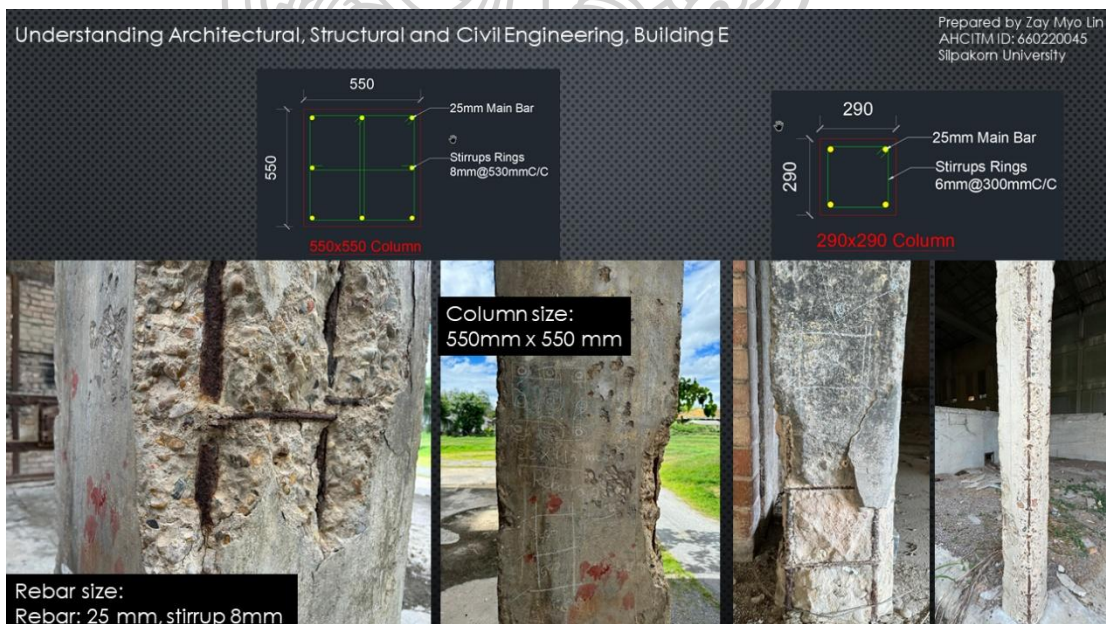 Understanding Architectural, Structural and Civil Engineering, Building E
Prepared by Zay Myo Lin
AHCITM ID: 660220045
Silpakorn University
550
550
25mm Main Bar
Stirrups Rings
8mm@530mmC/C
550x550 Column
290
290
25mm Main Bar
Stirrups Rings
6mm@300mmC/C
290x290 Column
Column size:
550mm x 550 mm
Rebar size:
Rebar: 25 mm, stirrup 8mm